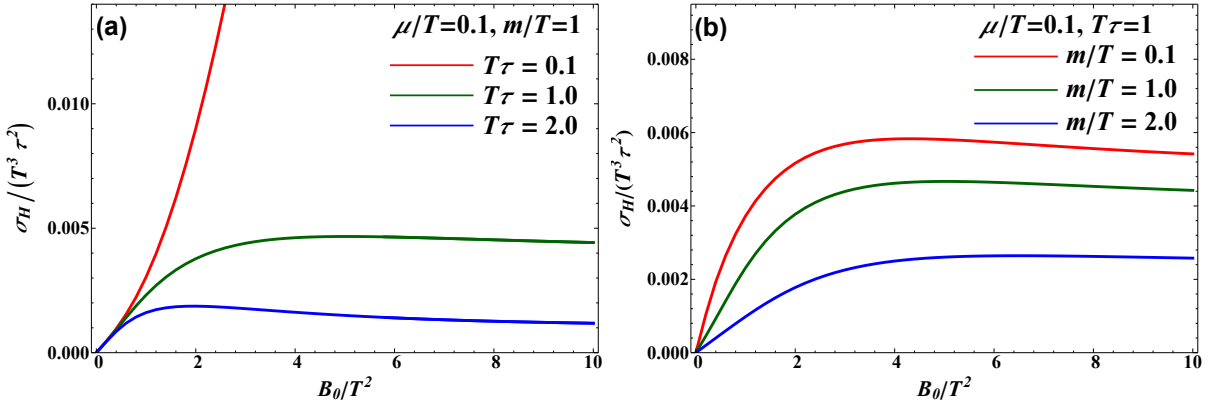 (a)
μ/T=0.1, m/T=1
Tτ = 0.1
Tτ = 1.0
Tτ = 2.0
σH/(T³ τ²)
0.010
0.005
0.000
0 2 4 6 8 10
B0/T²
(b)
μ/T=0.1, Tτ=1
m/T = 0.1
m/T = 1.0
m/T = 2.0
σH/(T³ τ²)
0.008
0.006
0.004
0.002
0.000
0 2 4 6 8 10
B0/T²